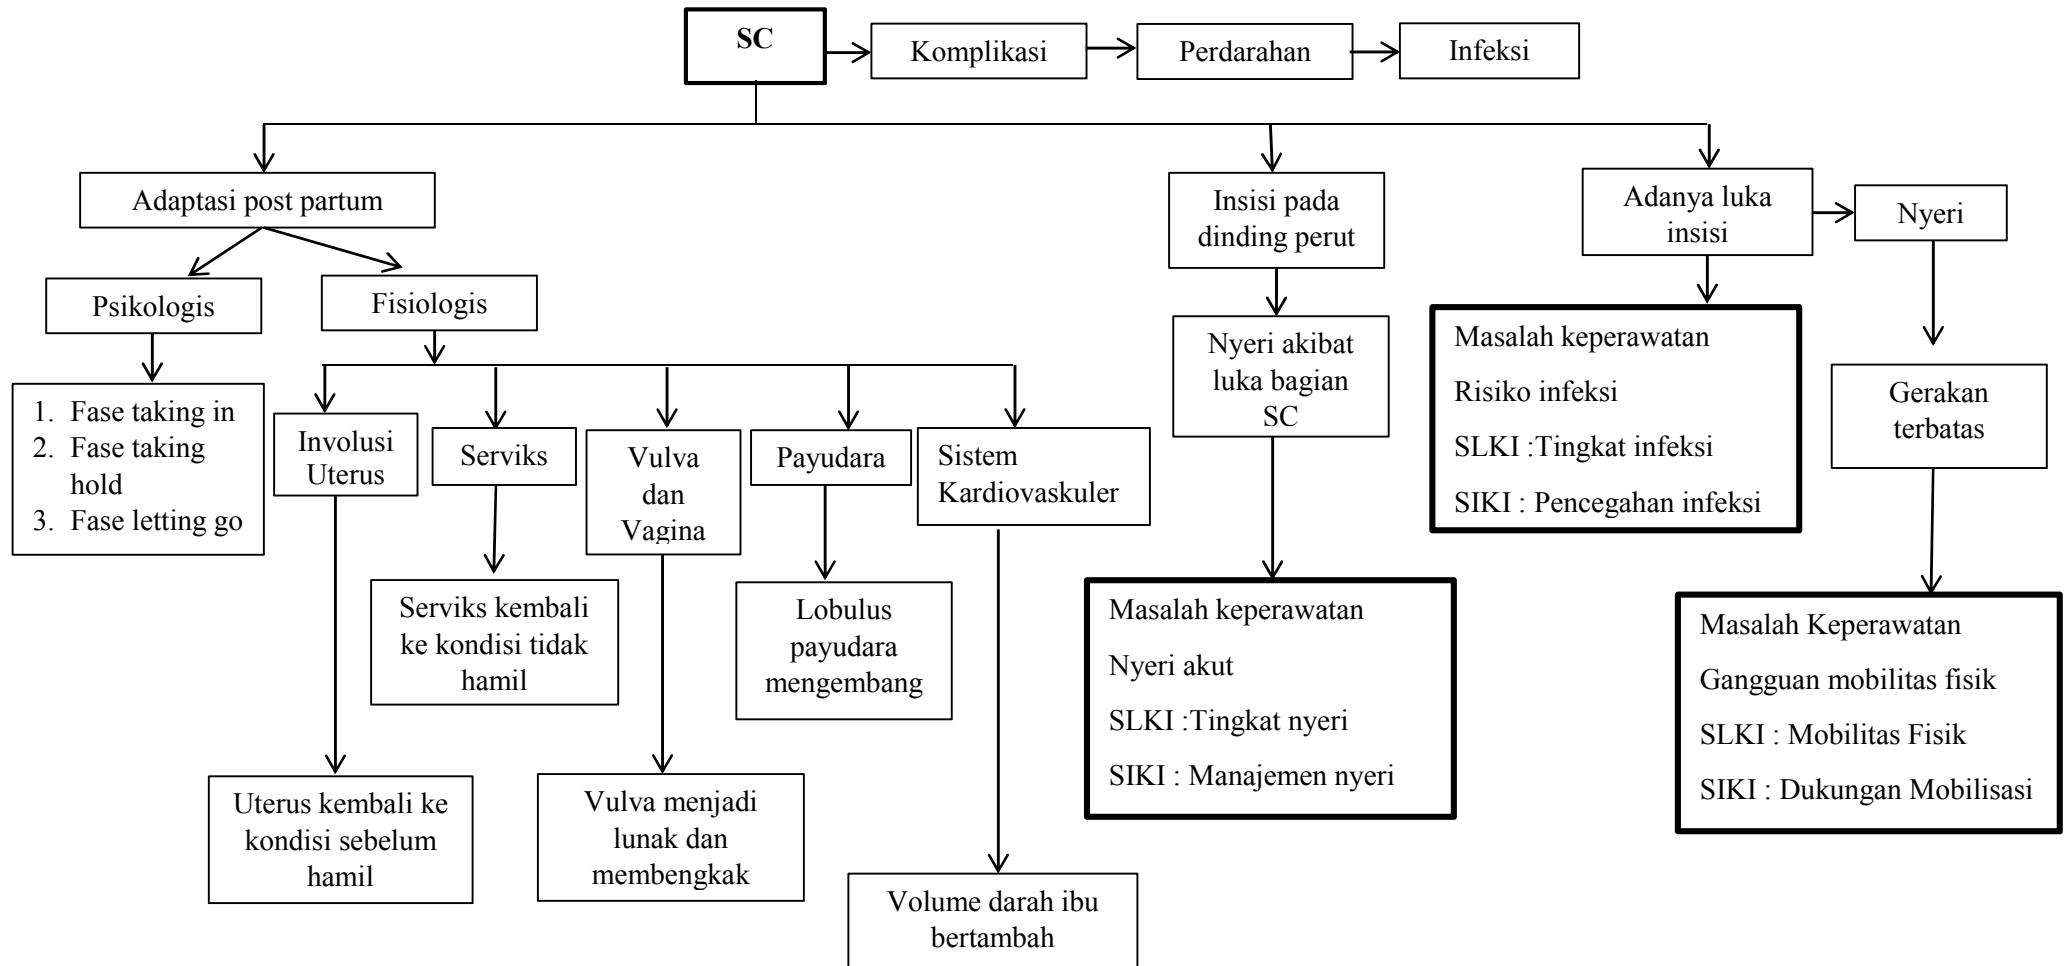 SC
Komplikasi
Perdarahan
Infeksi
Adaptasi post partum
Insisi pada
dinding perut
Adanya luka
insisi
Nyeri
Psikologis
Fisiologis
Nyeri akibat
luka bagian
SC
Masalah keperawatan
Risiko infeksi
SLKI :Tingkat infeksi
SIKI : Pencegahan infeksi
Gerakan
terbatas
1. Fase taking in
2. Fase taking
hold
3. Fase letting go
Involusi
Uterus
Serviks
Vulva
dan
Vagina
Payudara
Sistem
Kardiovaskuler
Serviks kembali
ke kondisi tidak
hamil
Lobulus
payudara
mengembang
Masalah keperawatan
Nyeri akut
SLKI :Tingkat nyeri
SIKI : Manajemen nyeri
Masalah Keperawatan
Gangguan mobilitas fisik
SLKI : Mobilitas Fisik
SIKI : Dukungan Mobilisasi
Uterus kembali ke
kondisi sebelum
hamil
Vulva menjadi
lunak dan
membengkak
Volume darah ibu
bertambah